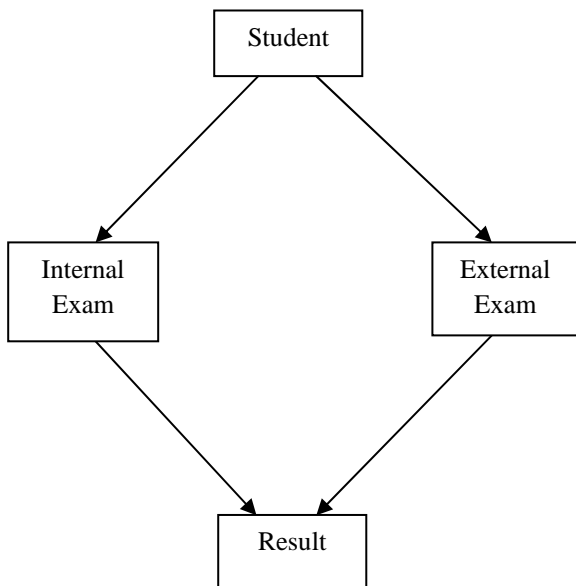 Student
Internal
Exam
External
Exam
Result